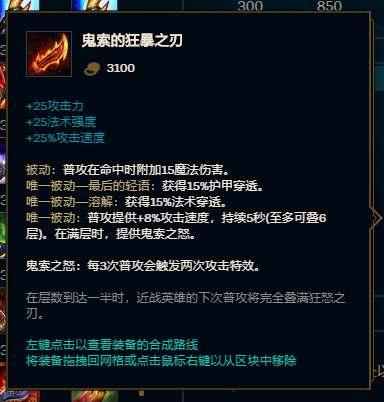 300 850
鬼索的狂暴之刃
3100
+25攻击力
+25法术强度
+25%攻击速度
被动：普攻在命中时附加15魔法伤害。
唯一被动—最后的轻语：获得15%护甲穿透。
唯一被动—溶解：获得15%法术穿透。
唯一被动：普攻提供+8%攻击速度，持续5秒(至多可叠6
层)。在满层时，提供鬼索之怒。
鬼索之怒：每3次普攻会触发两次攻击特效。
在层数到达一半时，近战英雄的下次普攻将完全叠满狂怒之
刃。
左键点击以查看装备的合成路线
将装备拖拽回网格或点击鼠标右键以从区块中移除